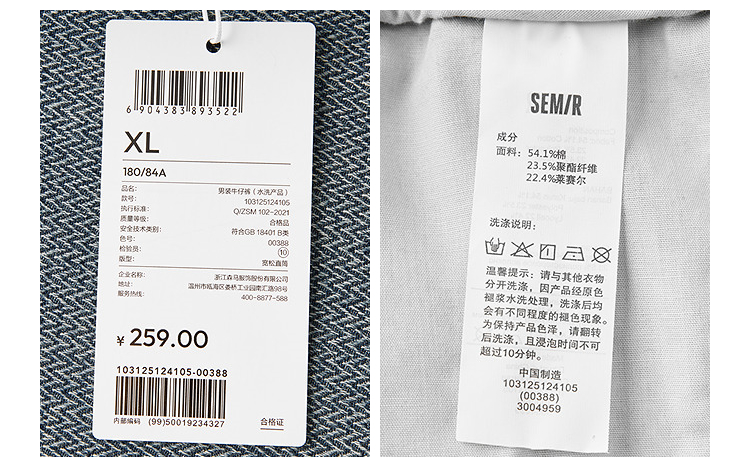 6 904383 893522
XL
180/84A
品名: 男装牛仔裤（水洗产品）
款号: 103125124105
执行标准: Q/ZSM 102-2021
质量等级: 合格品
安全技术类别: 符合GB 18401 B类
色号: 00388
检验员: 10
版型: 宽松直筒
企业名称: 浙江森马服饰股份有限公司
地址: 温州市瓯海区娄桥工业园南汇路98号
服务热线: 400-8877-588
¥ 259.00
103125124105-00388
内部编码 (99)50019234327
合格证
SEM/R
成分
面料: 54.1%棉
23.5%聚酯纤维
22.4%莱赛尔
洗涤说明:
温馨提示: 请与其他衣物
分开洗涤, 因产品经原色
褪浆水洗处理, 洗涤后均
会有不同程度的褪色现象。
为保持产品色泽, 请翻转
后洗涤, 且浸泡时间不可
超过10分钟。
中国制造
103125124105
(00388)
3004959